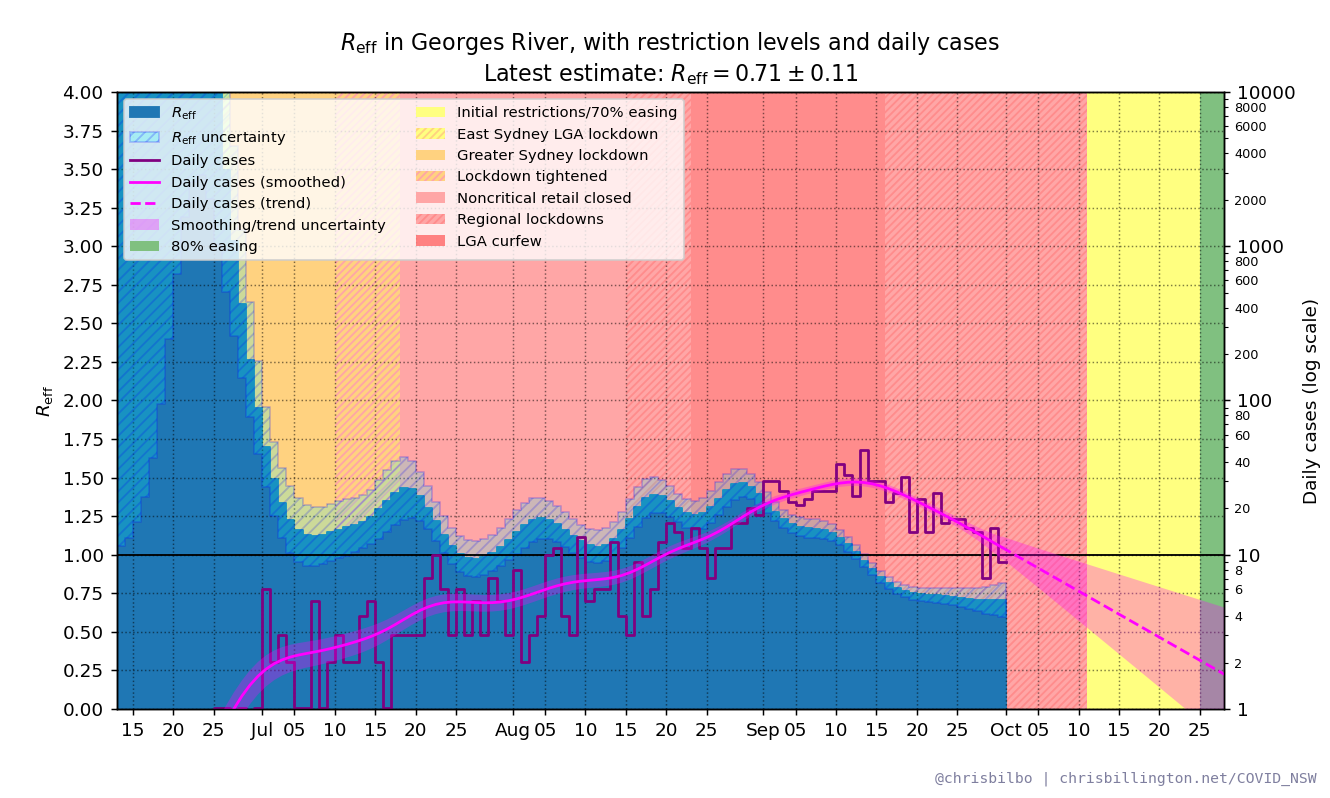 Reff in Georges River, with restriction levels and daily cases
Latest estimate: Reff = 0.71 ± 0.11
4.00
3.75
3.50
3.25
3.00
2.75
2.50
2.25
2.00
1.75
1.50
1.25
1.00
0.75
0.50
0.25
0.00
Reff
Reff
Reff uncertainty
Daily cases
Daily cases (smoothed)
Daily cases (trend)
Smoothing/trend uncertainty
80% easing
Initial restrictions/70% easing
East Sydney LGA lockdown
Greater Sydney lockdown
Lockdown tightened
Noncritical retail closed
Regional lockdowns
LGA curfew
10000
8000
6000
4000
2000
1000
800
600
400
200
100
80
60
40
20
10
8
6
4
2
1
Daily cases (log scale)
15 20 25 Jul 05 10 15 20 25 Aug 05 10 15 20 25 Sep 05 10 15 20 25 Oct 05 10 15 20 25
@chrisbilbo | chrisbillington.net/COVID_NSW